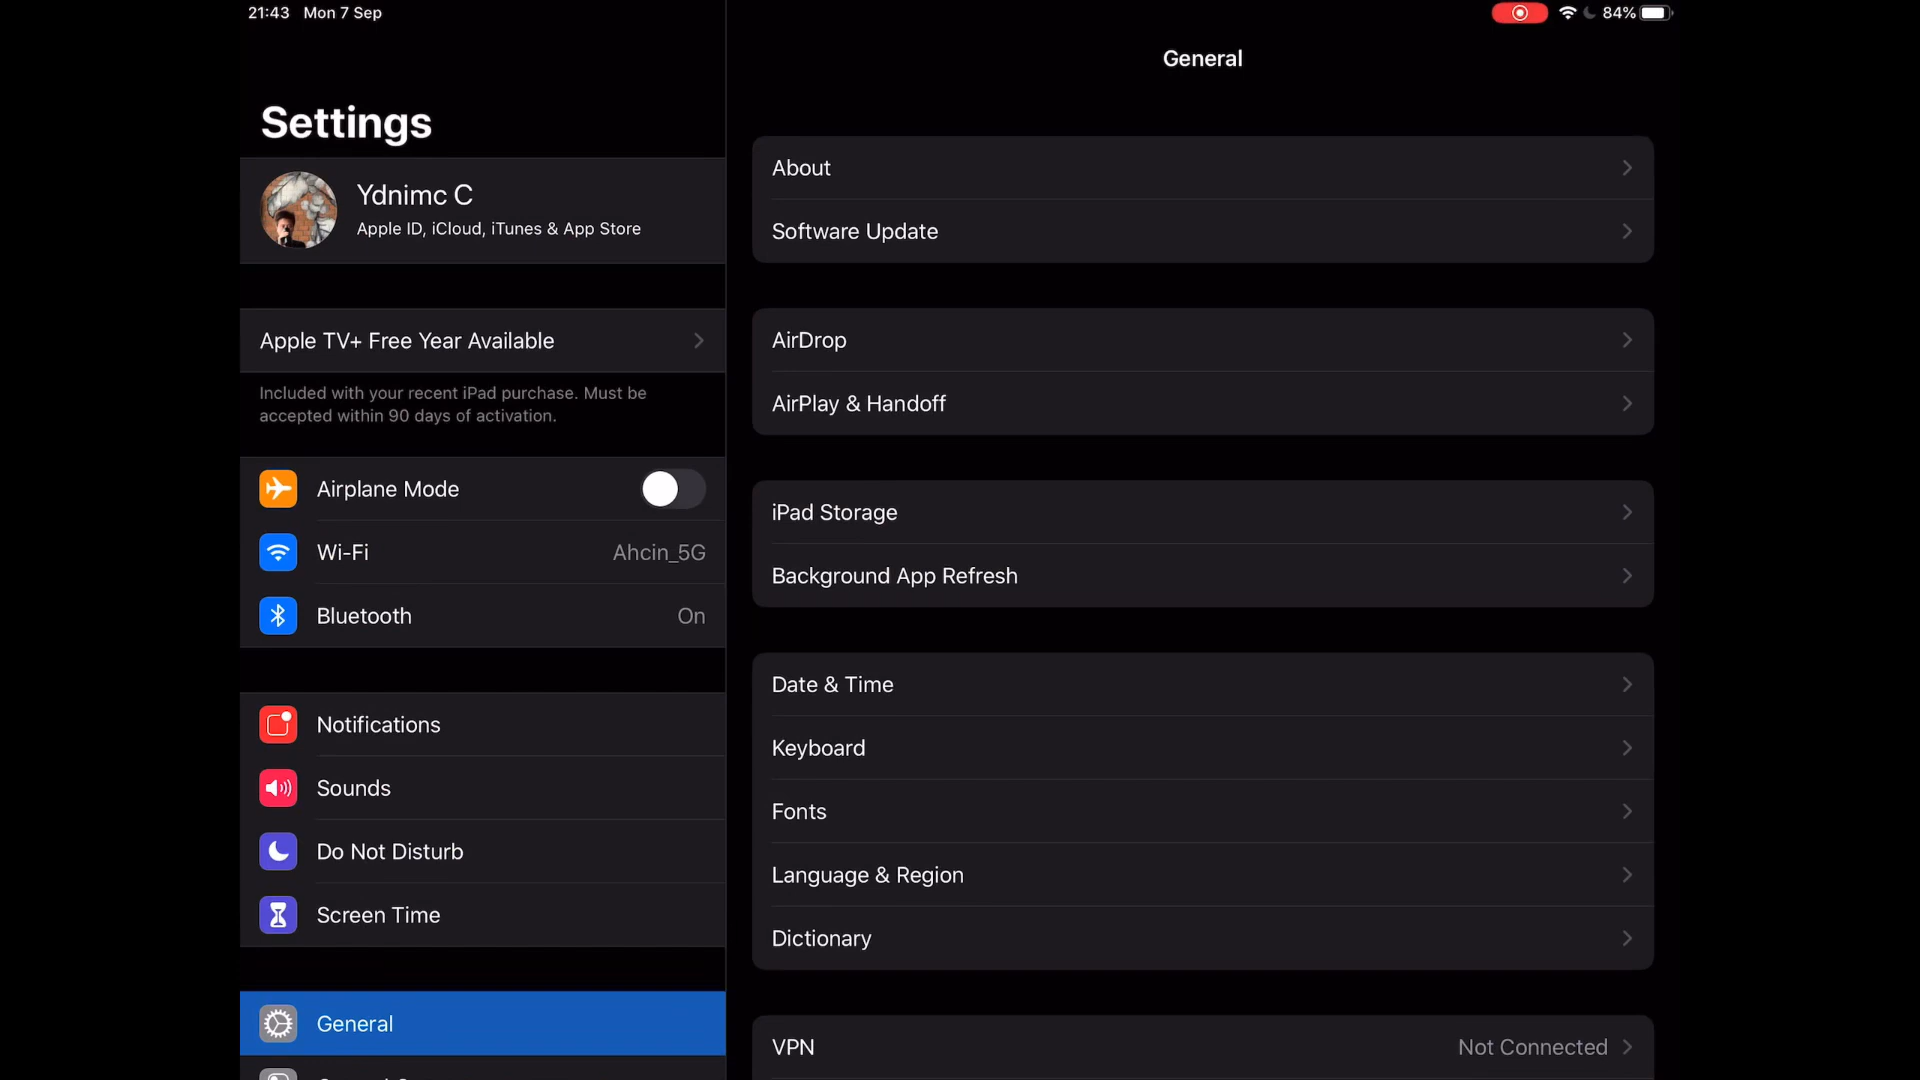 21:43 Mon 7 Sep
84%
Settings
Ydnimc C
Apple ID, iCloud, iTunes & App Store
Apple TV+ Free Year Available
Included with your recent iPad purchase. Must be
accepted within 90 days of activation.
Airplane Mode
Wi-Fi Ahcin_5G
Bluetooth On
Notifications
Sounds
Do Not Disturb
Screen Time
General
General
About
Software Update
AirDrop
AirPlay & Handoff
iPad Storage
Background App Refresh
Date & Time
Keyboard
Fonts
Language & Region
Dictionary
VPN Not Connected